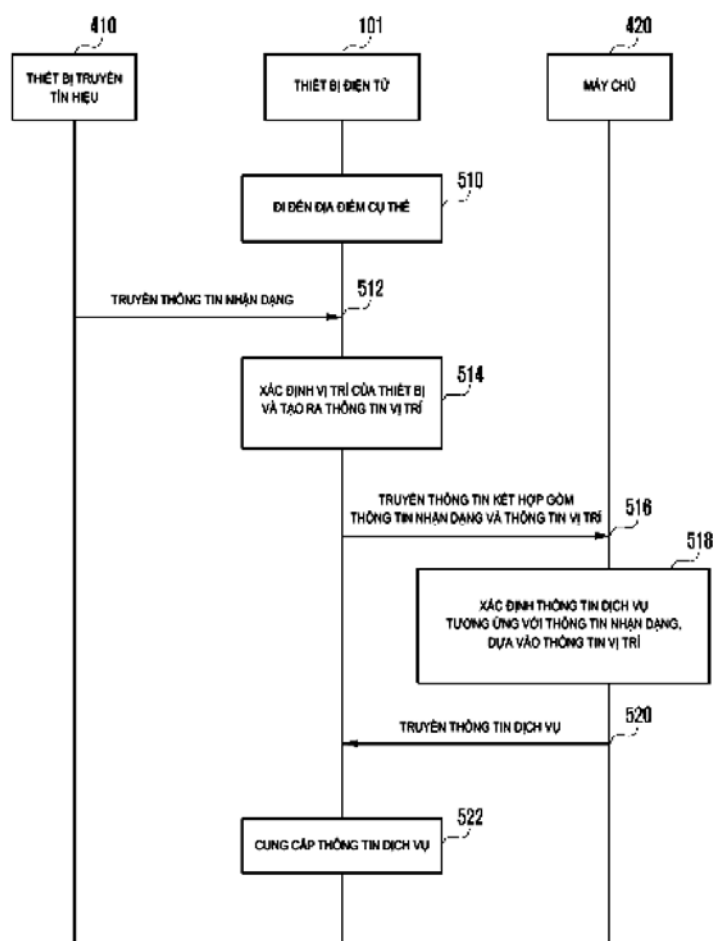 410
101
420
THIẾT BỊ TRUYỀN
TÍN HIỆU
THIẾT BỊ ĐIỆN TỬ
MÁY CHỦ
510
ĐI ĐẾN ĐỊA ĐIỂM CỤ THỂ
TRUYỀN THÔNG TIN NHẬN DẠNG
512
514
XÁC ĐỊNH VỊ TRÍ CỦA THIẾT BỊ
VÀ TẠO RA THÔNG TIN VỊ TRÍ
TRUYỀN THÔNG TIN KẾT HỢP GỒM
THÔNG TIN NHẬN DẠNG VÀ THÔNG TIN VỊ TRÍ
516
518
XÁC ĐỊNH THÔNG TIN DỊCH VỤ
TƯƠNG ỨNG VỚI THÔNG TIN NHẬN DẠNG,
DỰA VÀO THÔNG TIN VỊ TRÍ
TRUYỀN THÔNG TIN DỊCH VỤ
520
522
CUNG CẤP THÔNG TIN DỊCH VỤ